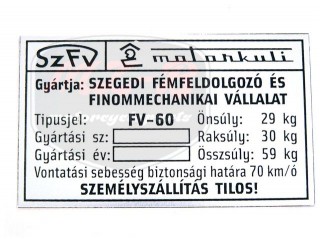 SzFv motorkuli
Gyártja: SZEGEDI FÉMFELDOLGOZÓ ÉS
FINOMMECHANIKAI VÁLLALAT
Tipusjel: FV-60 Önsúly: 29 kg
Gyártási sz: Raksúly: 30 kg
Gyártási év: Összsúly: 59 kg
Vontatási sebesség biztonsági határa 70 km/ó
SZEMÉLYSZÁLLÍTÁS TILOS!